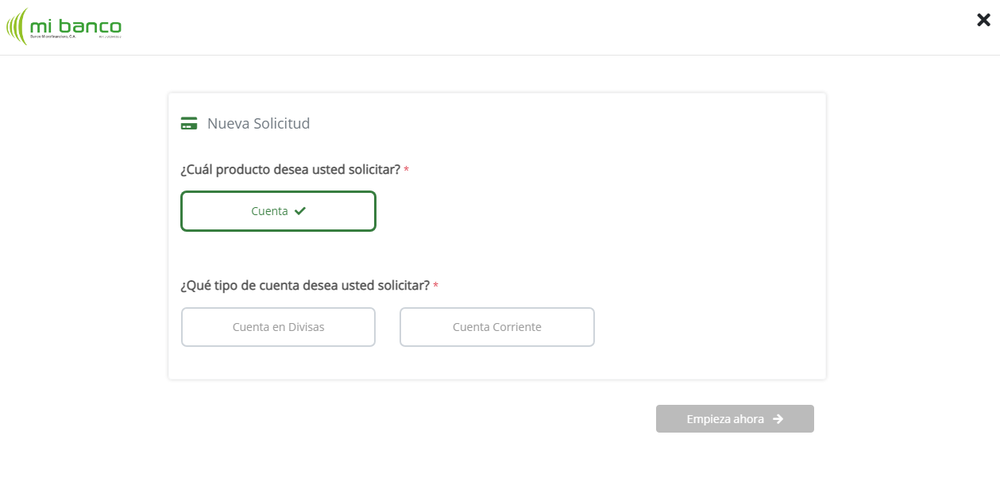 mi banco
Banco Microfinanciero, C.A.
Nueva Solicitud
¿Cuál producto desea usted solicitar? *
Cuenta
¿Qué tipo de cuenta desea usted solicitar? *
Cuenta en Divisas
Cuenta Corriente
Empieza ahora